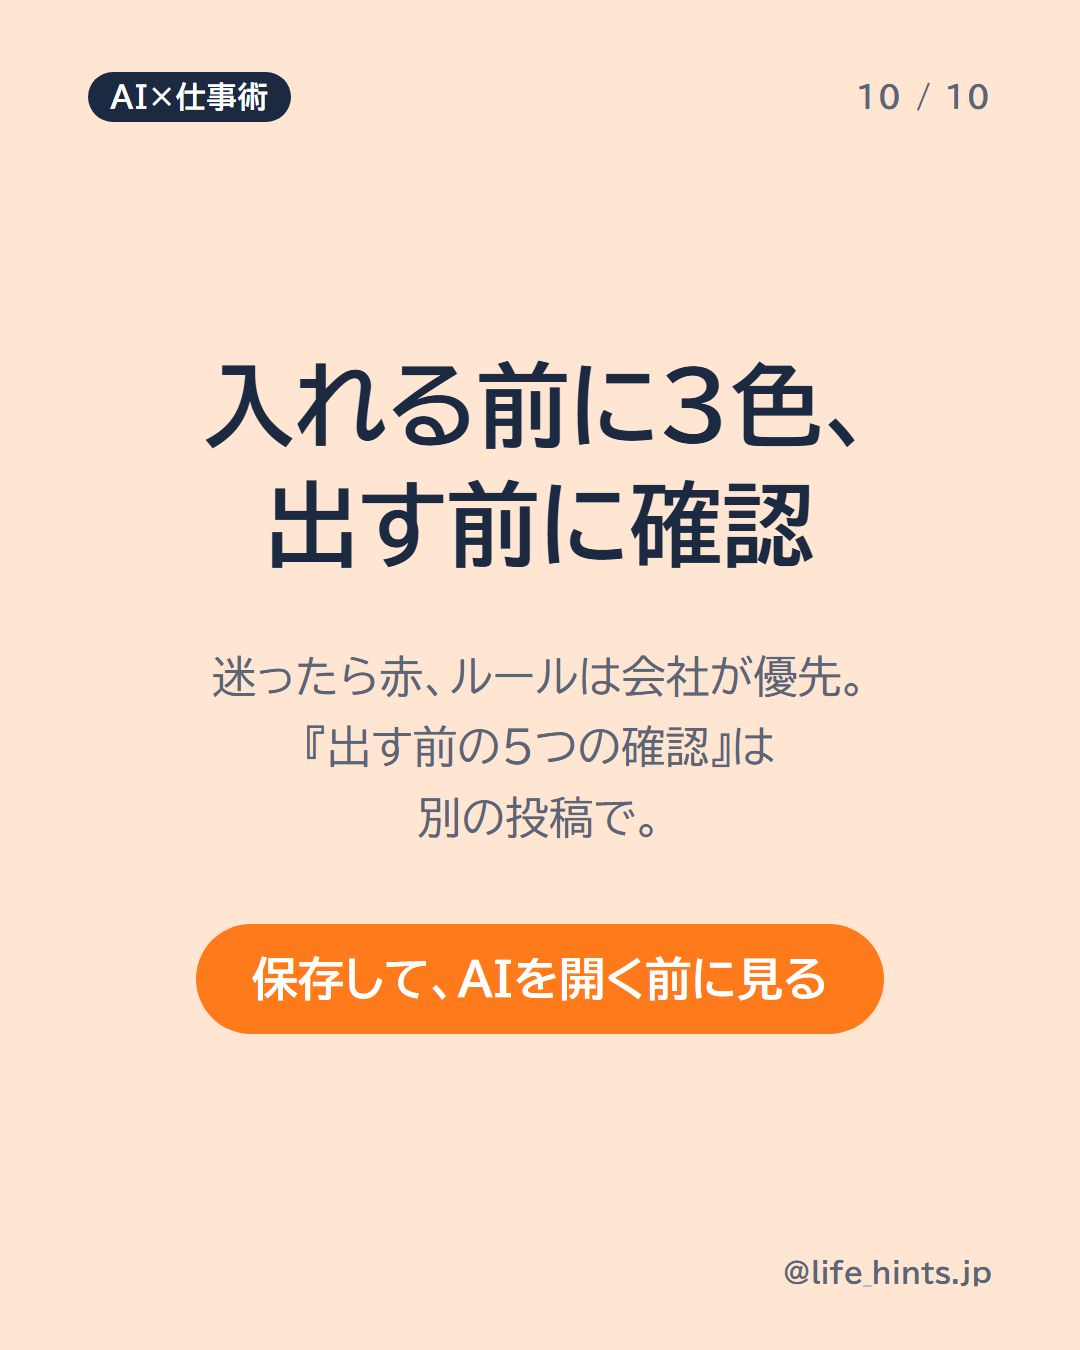 AI×仕事術
10 / 10
入れる前に3色、
出す前に確認
迷ったら赤、ルールは会社が優先。
『出す前の5つの確認』は
別の投稿で。
保存して、AIを開く前に見る
@life_hints.jp